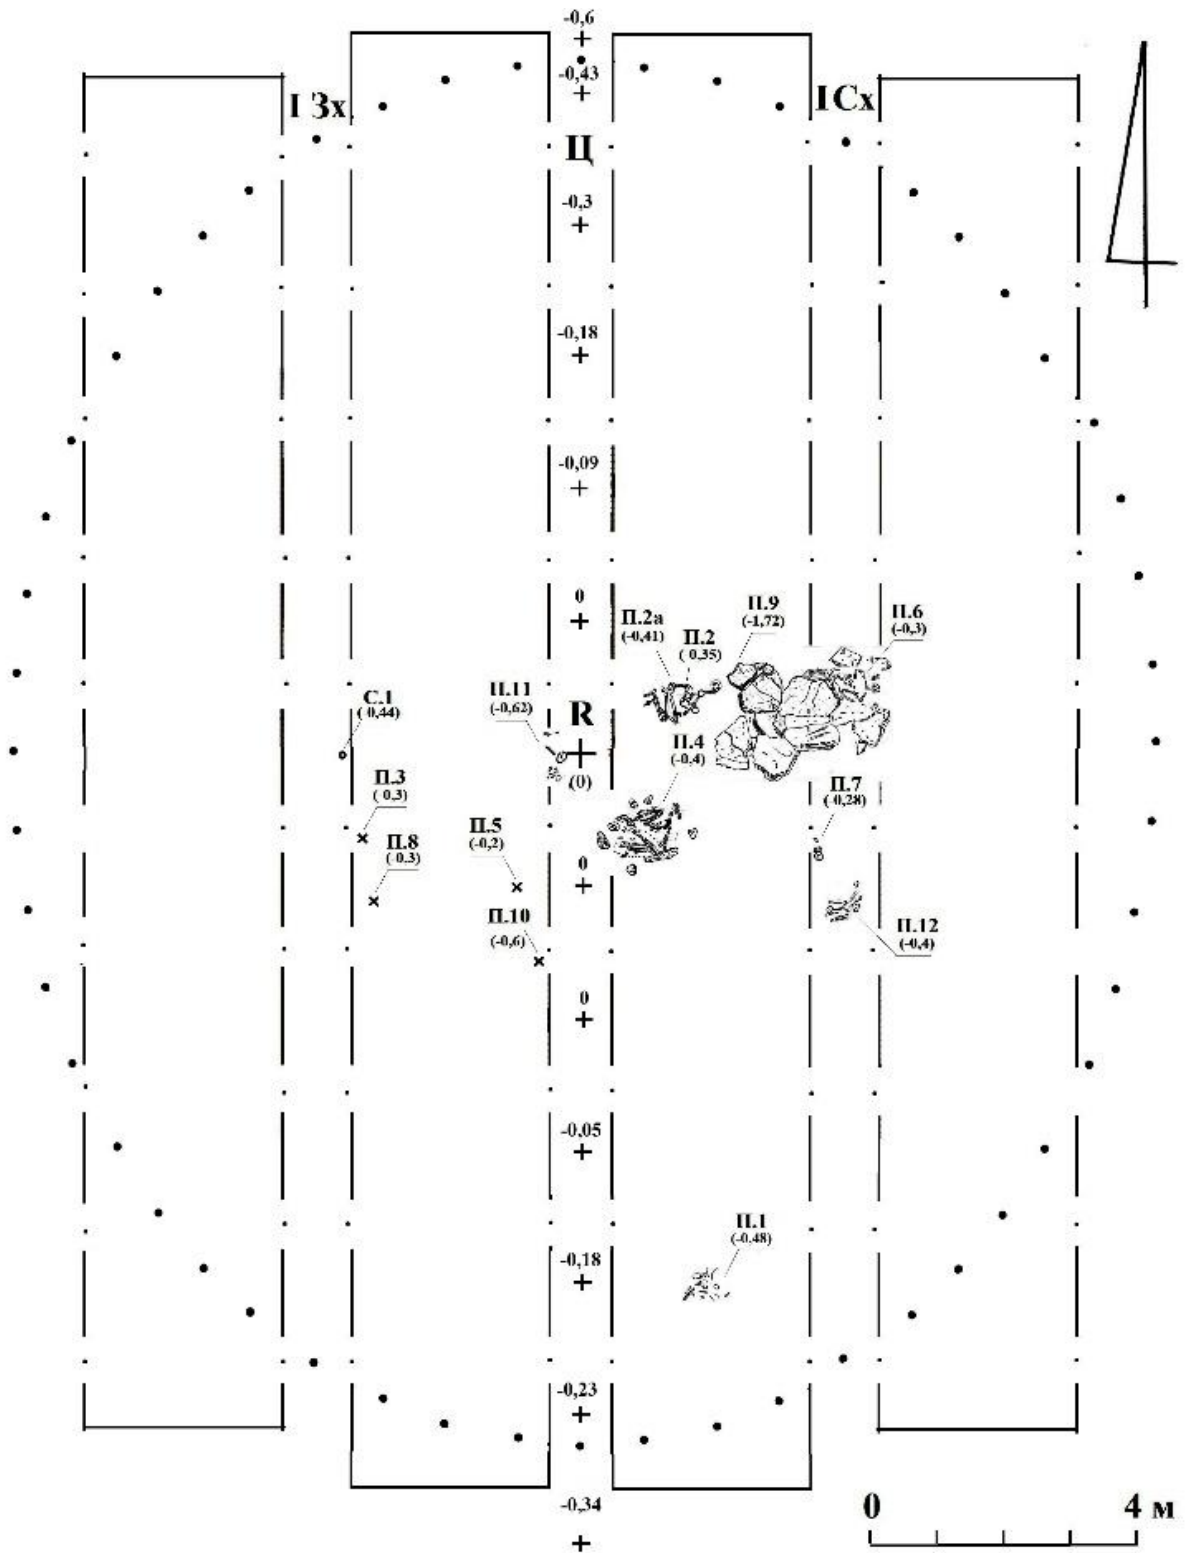 -0,6
-0,43
I Зх
I Сх
Ц
-0,3
-0,18
-0,09
0
П.2а
(-0,41)
П.2
( 0,35)
П.9
(-1,72)
П.6
(-0,3)
С.1
( 0,44)
П.11
(-0,62)
R
(0)
П.4
(-0,4)
П.3
( 0,3)
П.7
( 0,28)
П.8
(-0.3)
П.5
(-0,2)
0
П.10
(-0,6)
П.12
(-0,4)
0
-0,05
П.1
(-0,48)
-0,18
-0,23
-0,34
0 4 м